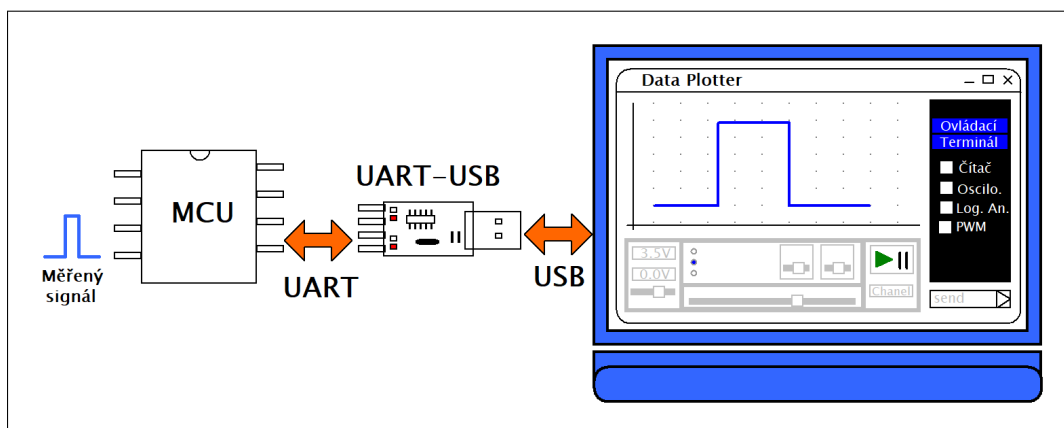 Data Plotter
Ovládací
Terminál
Čítač
Oscilo.
Log. An.
PWM
3.5V
0.0V
Chanel
send
UART-USB
MCU
UART
USB
Měřený
signál